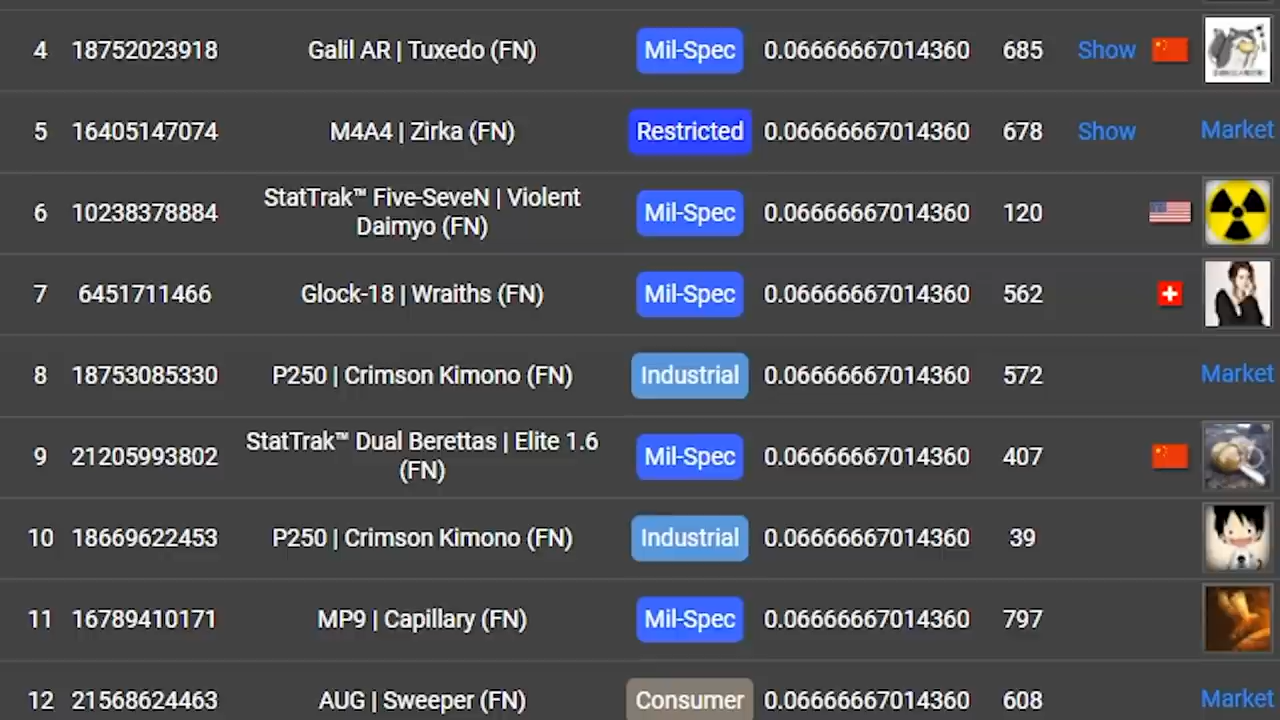 4 18752023918 Galil AR | Tuxedo (FN) Mil-Spec 0.06666667014360 685 Show
5 16405147074 M4A4 | Zirka (FN) Restricted 0.06666667014360 678 Show Market
6 10238378884 StatTrak™ Five-SeveN | Violent
Daimyo (FN) Mil-Spec 0.06666667014360 120
7 6451711466 Glock-18 | Wraiths (FN) Mil-Spec 0.06666667014360 562
8 18753085330 P250 | Crimson Kimono (FN) Industrial 0.06666667014360 572 Market
9 21205993802 StatTrak™ Dual Berettas | Elite 1.6
(FN) Mil-Spec 0.06666667014360 407
10 18669622453 P250 | Crimson Kimono (FN) Industrial 0.06666667014360 39
11 16789410171 MP9 | Capillary (FN) Mil-Spec 0.06666667014360 797
12 21568624463 AUG | Sweeper (FN) Consumer 0.06666667014360 608 Market